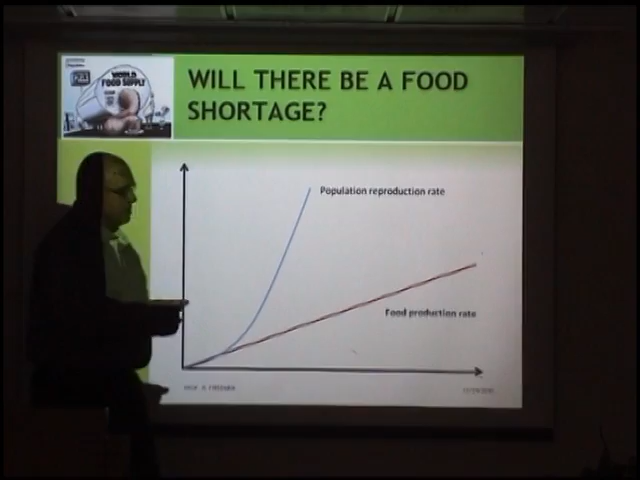 WORLD
FOOD SUPPLY
WILL THERE BE A FOOD
SHORTAGE?
Population reproduction rate
Food production rate